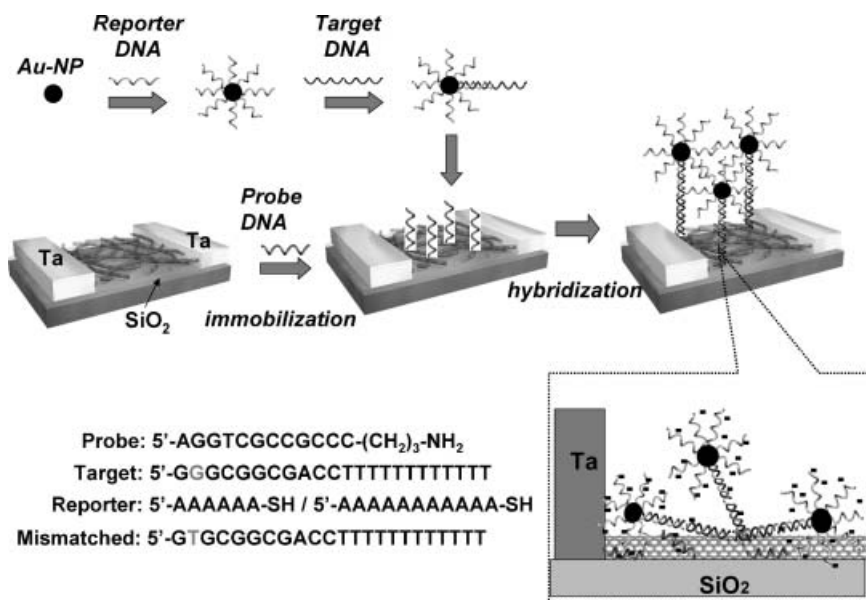 Reporter
DNA
Target
DNA
Au-NP
Probe
DNA
Ta
Ta
SiO₂
immobilization
hybridization
Probe: 5’-AGGTCGCCGCCC-(CH₂)₃-NH₂
Target: 5’-GGGCGGCGACCTTTTTTTTTTTT
Reporter: 5’-AAAAAA-SH / 5’-AAAAAAAAAAAA-SH
Mismatched: 5’-GTGCGGCGACCTTTTTTTTTTTT
Ta
SiO₂